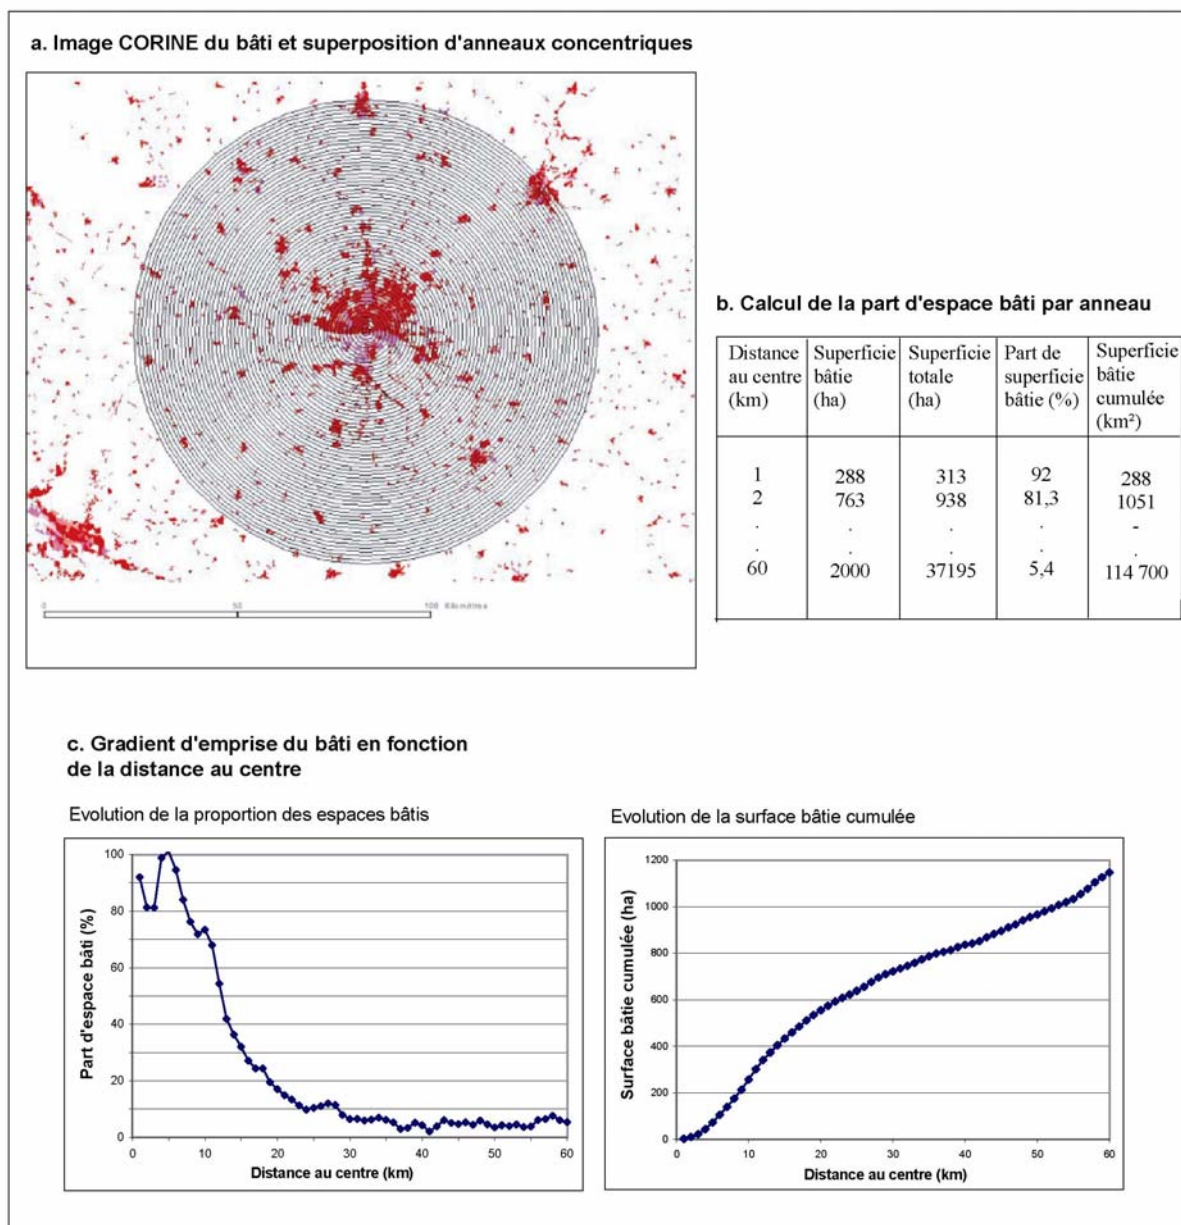 a. Image CORINE du bâti et superposition d'anneaux concentriques
0 50 100 Kilomètres
b. Calcul de la part d'espace bâti par anneau
Distance au centre (km) | Superficie bâtie (ha) | Superficie totale (ha) | Part de superficie bâtie (%) | Superficie bâtie cumulée (km²)
1 288 313 92 288
2 763 938 81,3 1051
. . . . -
. . . . .
60 2000 37195 5,4 114 700
c. Gradient d'emprise du bâti en fonction
de la distance au centre
Evolution de la proportion des espaces bâtis
Part d'espace bâti (%)
100
80
60
40
20
0
0 10 20 30 40 50 60
Distance au centre (km)
Evolution de la surface bâtie cumulée
Surface bâtie cumulée (ha)
1200
1000
800
600
400
200
0
0 10 20 30 40 50 60
Distance au centre (km)